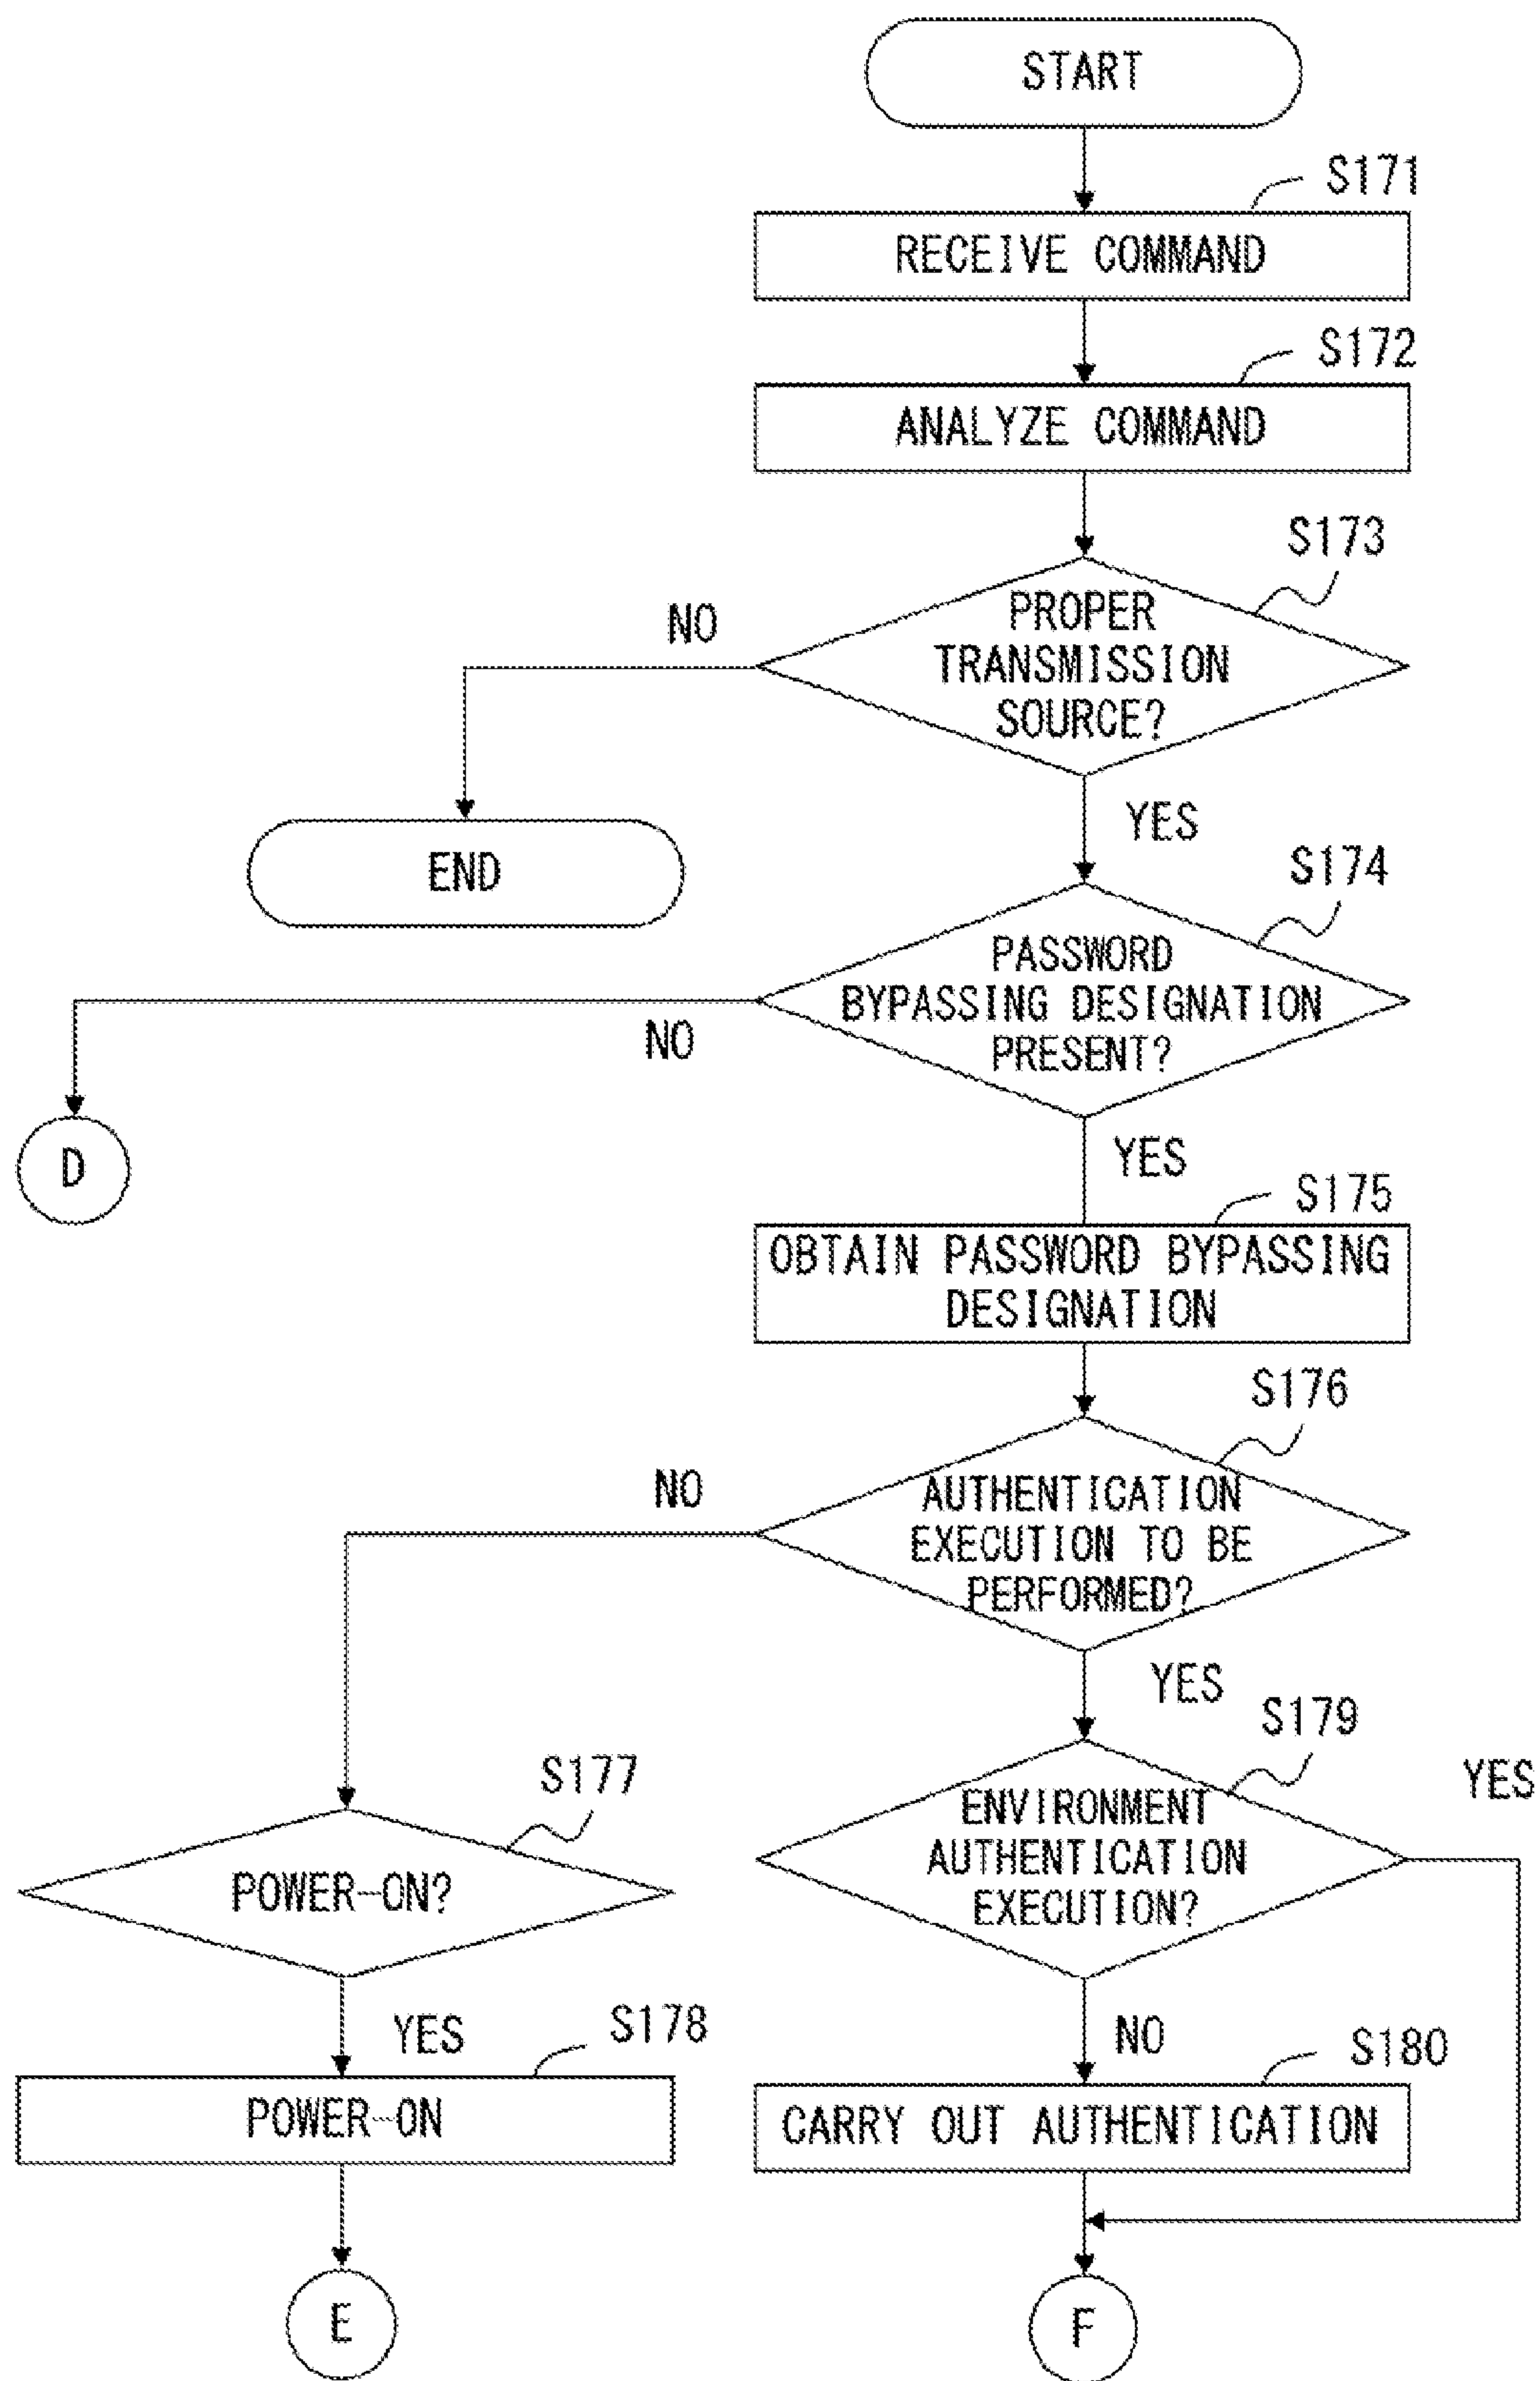 START
S171
RECEIVE COMMAND
S172
ANALYZE COMMAND
S173
PROPER
TRANSMISSION
SOURCE?
NO
YES
END
S174
PASSWORD
BYPASSING DESIGNATION
PRESENT?
NO
YES
D
S175
OBTAIN PASSWORD BYPASSING
DESIGNATION
S176
AUTHENTICATION
EXECUTION TO BE
PERFORMED?
NO
YES
S177
POWER-ON?
YES
S178
POWER-ON
E
S179
ENVIRONMENT
AUTHENTICATION
EXECUTION?
YES
NO
S180
CARRY OUT AUTHENTICATION
F